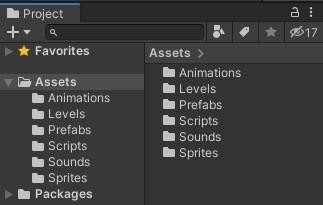 Project
17
Favorites
Assets
Animations
Levels
Prefabs
Scripts
Sounds
Sprites
Packages
Assets
Animations
Levels
Prefabs
Scripts
Sounds
Sprites